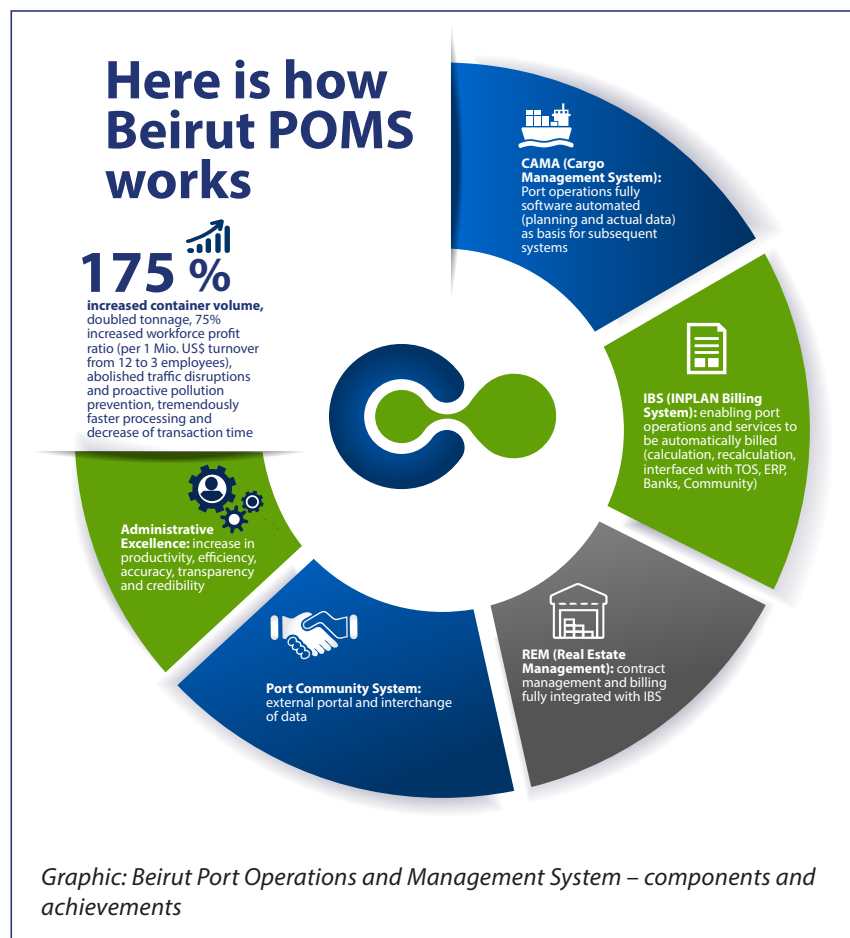 Here is how
Beirut POMS
works
175 %
increased container volume,
doubled tonnage, 75%
increased workforce profit
ratio (per 1 Mio. US$ turnover
from 12 to 3 employees),
abolished traffic disruptions
and proactive pollution
prevention, tremendously
faster processing and
decrease of transaction time
CAMA (Cargo
Management System):
Port operations fully
software automated
(planning and actual data)
as basis for subsequent
systems
IBS (INPLAN Billing
System): enabling port
operations and services to
be automatically billed
(calculation, recalculation,
interfaced with TOS, ERP,
Banks, Community)
REM (Real Estate
Management): contract
management and billing
fully integrated with IBS
Port Community System:
external portal and interchange
of data
Administrative
Excellence: increase in
productivity, efficiency,
accuracy, transparency
and credibility
Graphic: Beirut Port Operations and Management System – components and
achievements